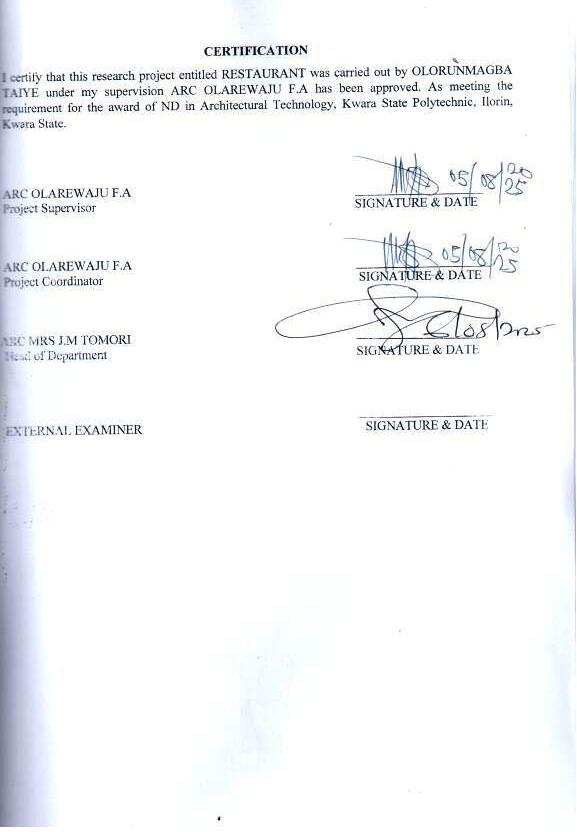 CERTIFICATION
I certify that this research project entitled RESTAURANT was carried out by OLORUNMAGBA
TAIYE under my supervision ARC OLAREWAJU F.A has been approved. As meeting the
requirement for the award of ND in Architectural Technology, Kwara State Polytechnic, Ilorin,
Kwara State.
05/08/2025
ARC OLAREWAJU F.A
SIGNATURE & DATE
Project Supervisor
05/08/2025
ARC OLAREWAJU F.A
SIGNATURE & DATE
Project Coordinator
ARC MRS J.M TOMORI
SIGNATURE & DATE
Head of Department
EXTERNAL EXAMINER
SIGNATURE & DATE